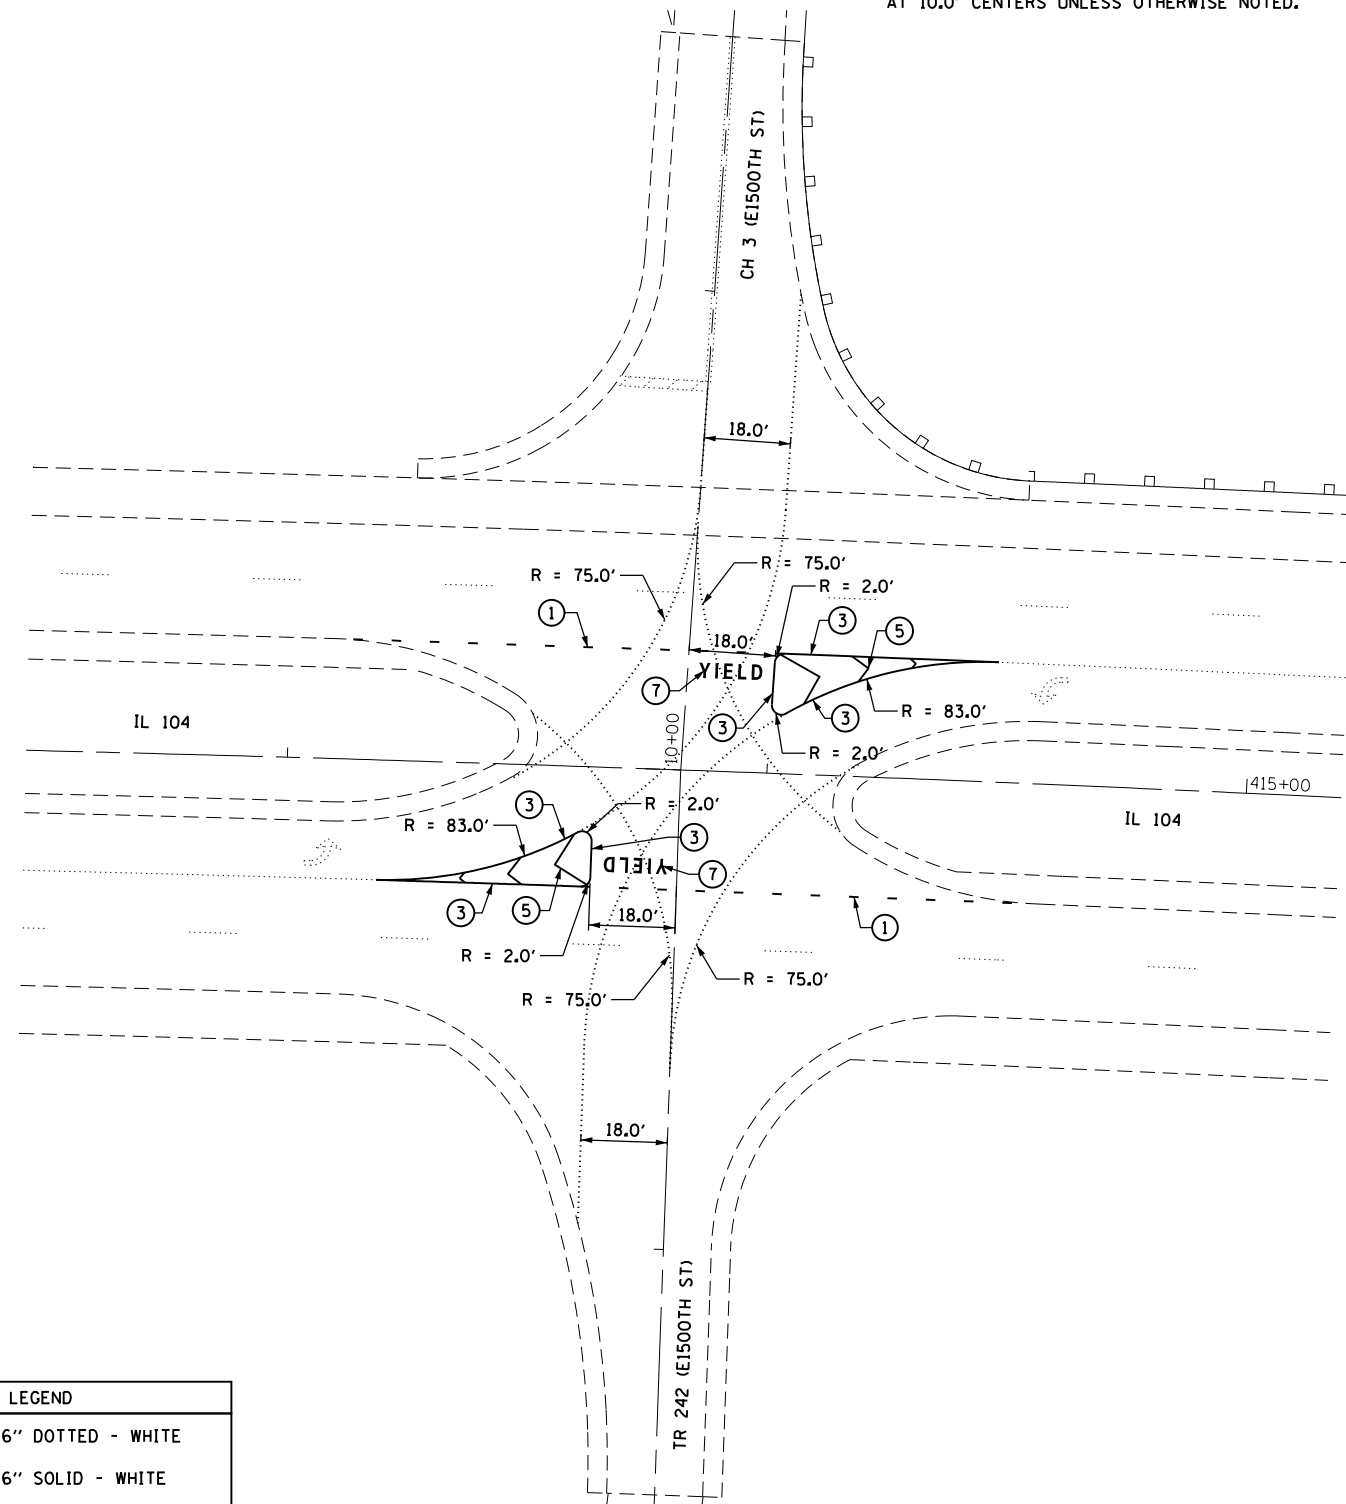 AT 10.0' CENTERS UNLESS OTHERWISE NOTED.
CH 3 (E1500TH ST)
18.0'
R = 75.0'
R = 75.0'
R = 2.0'
1
3
5
18.0'
YIELD
7
IL 104
3
3
R = 83.0'
R = 2.0'
10+00
415+00
IL 104
3
R = 2.0'
R = 83.0'
3
YIELD
7
3
5
18.0'
1
R = 2.0'
R = 75.0'
R = 75.0'
18.0'
TR 242 (E1500TH ST)
LEGEND
6" DOTTED - WHITE
6" SOLID - WHITE